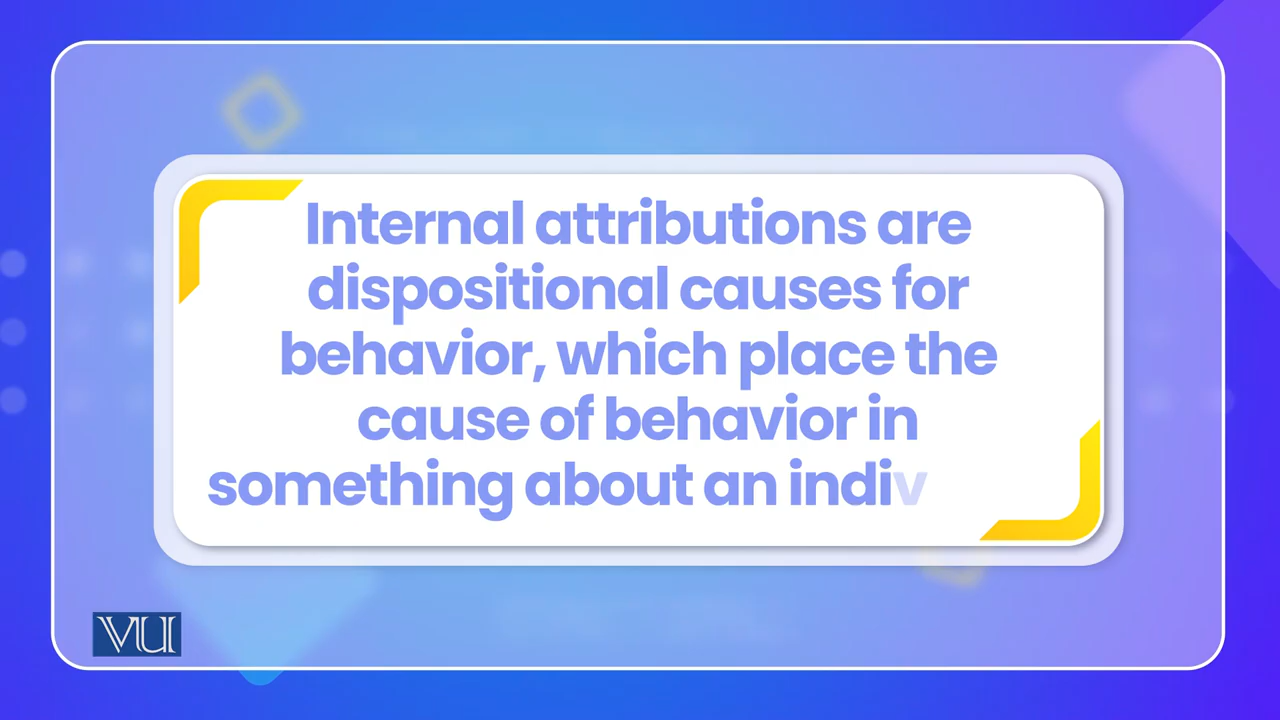 Internal attributions are
dispositional causes for
behavior, which place the
cause of behavior in
something about an indiv
VU